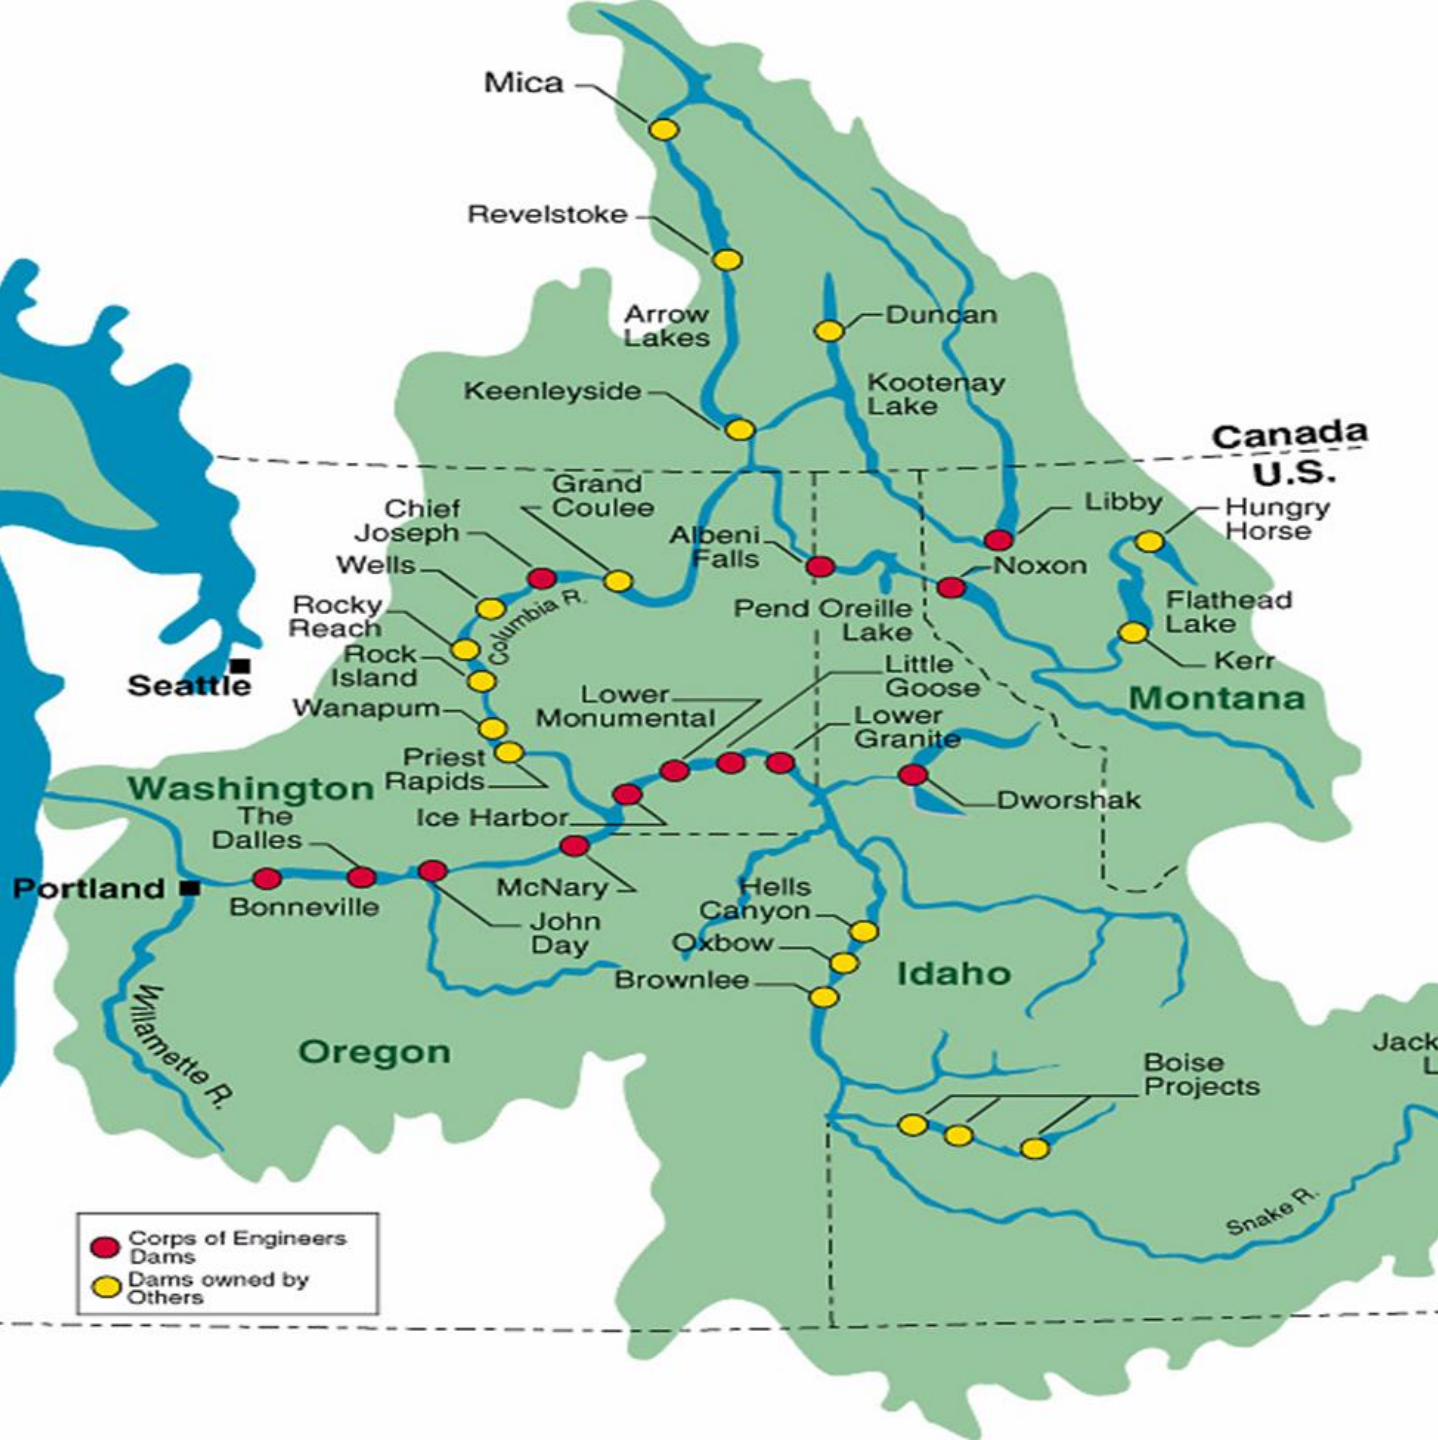 Mica
Revelstoke
Arrow
Lakes
Duncan
Keenleyside
Kootenay
Lake
Canada
U.S.
Grand
Coulee
Chief
Joseph
Libby
Hungry
Horse
Albeni
Falls
Wells
Noxon
Columbia R.
Rocky
Reach
Pend Oreille
Lake
Flathead
Lake
Rock
Island
Kerr
Seattle
Little
Goose
Lower
Monumental
Montana
Wanapum
Lower
Granite
Priest
Rapids
Washington
Dworshak
The
Dalles
Ice Harbor
Portland
McNary
Bonneville
Hells
Canyon
John
Day
Oxbow
Brownlee
Idaho
Willamette R.
Oregon
Jack
L
Boise
Projects
Snake R.
Corps of Engineers
Dams
Dams owned by
Others